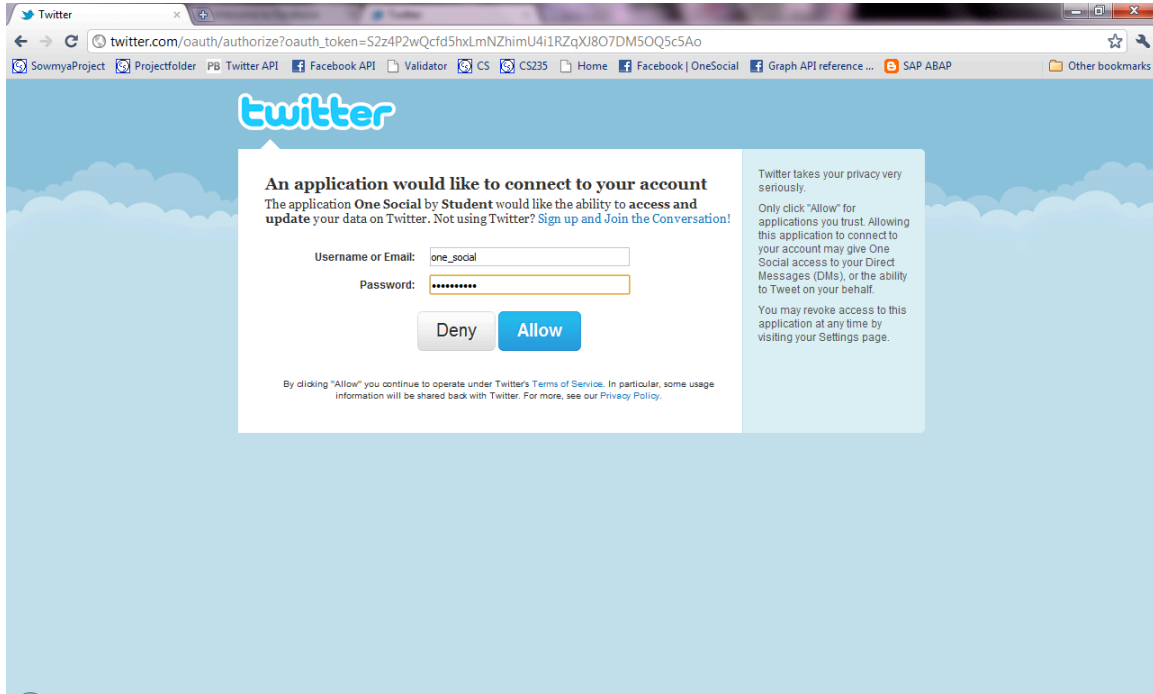 Twitter
twitter.com/oauth/authorize?oauth_token=S2z4P2wQcfd5hxLmNZhimU4i1RZqXJ8O7DM5OQ5c5Ao
SowmyaProject Projectfolder PB Twitter API Facebook API Validator CS CS235 Home Facebook | OneSocial Graph API reference ... SAP ABAP Other bookmarks
twitter
An application would like to connect to your account
The application One Social by Student would like the ability to access and
update your data on Twitter. Not using Twitter? Sign up and Join the Conversation!
Username or Email: one_social
Password: ••••••••••
Deny Allow
By clicking "Allow" you continue to operate under Twitter's Terms of Service. In particular, some usage
information will be shared back with Twitter. For more, see our Privacy Policy.
Twitter takes your privacy very
seriously.
Only click "Allow" for
applications you trust. Allowing
this application to connect to
your account may give One
Social access to your Direct
Messages (DMs), or the ability
to Tweet on your behalf.
You may revoke access to this
application at any time by
visiting your Settings page.